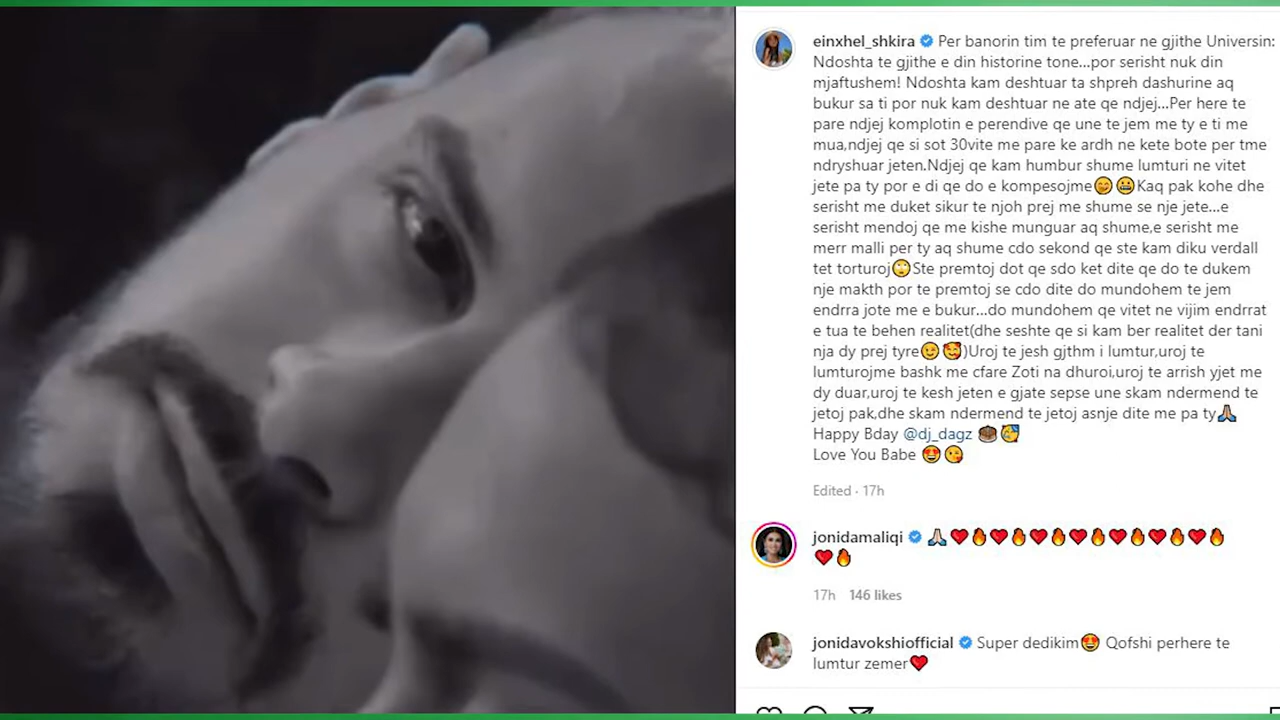 einxhel_shkira Per banorin tim te preferuar ne gjithe Universin:
Ndoshta te gjithe e din historine tone...por serisht nuk din
mjaftushem! Ndoshta kam deshtuar ta shpreh dashurine aq
bukur sa ti por nuk kam deshtuar ne ate qe ndjej...Per here te
pare ndjej komplotin e perendive qe une te jem me ty e ti me
mua,ndjej qe si sot 30vite me pare ke ardh ne kete bote per tme
ndryshuar jeten.Ndjej qe kam humbur shume lumturi ne vitet
jete pa ty por e di qe do e kompesojme😋😬Kaq pak kohe dhe
serisht me duket sikur te njoh prej me shume se nje jete...e
serisht mendoj qe me kishe munguar aq shume,e serisht me
merr malli per ty aq shume cdo sekond qe ste kam diku verdall
tet torturoj🙄Ste premtoj dot qe sdo ket dite qe do te dukem
nje makth por te premtoj se cdo dite do mundohem te jem
endrra jote me e bukur...do mundohem qe vitet ne vijim endrrat
e tua te behen realitet(dhe seshte qe si kam ber realitet der tani
nja dy prej tyre😉🥰)Uroj te jesh gjthm i lumtur,uroj te
lumturojme bashk me cfare Zoti na dhuroi,uroj te arrish yjet me
dy duar,uroj te kesh jeten e gjate sepse une skam ndermend te
jetoj pak,dhe skam ndermend te jetoj asnje dite me pa ty🙏🏼
Happy Bday @dj_dagz 🎂🥳
Love You Babe 😍😘
Edited · 17h
jonidamaliqi 🙏🏼❤️🔥❤️🔥❤️🔥❤️🔥❤️🔥❤️🔥❤️🔥
❤️🔥
17h 146 likes
jonidavokshiofficial Super dedikim😍 Qofshi perhere te
lumtur zemer❤️